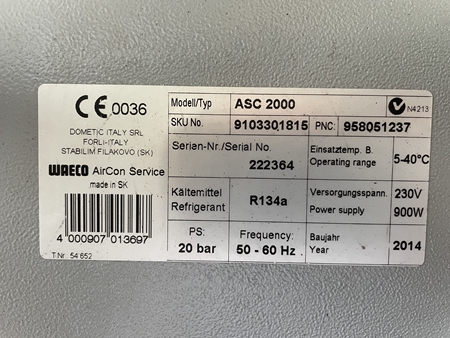 CE 0036
DOMETIC ITALY SRL
FORLI-ITALY
STABILIM FILAKOVO (SK)
WAECO AirCon Service
made in SK
4 000907 013697
T.Nr. 54 652
Modell/Typ ASC 2000
N4213
SKU No. 9103301815 PNC: 958051237
Serien-Nr./Serial No.
222364
Einsatztemp. B.
Operating range
5-40°C
Kältemittel
Refrigerant
R134a
Versorgungsspann. 230V
Power supply 900W
PS:
20 bar
Frequency:
50 - 60 Hz
Baujahr
Year
2014